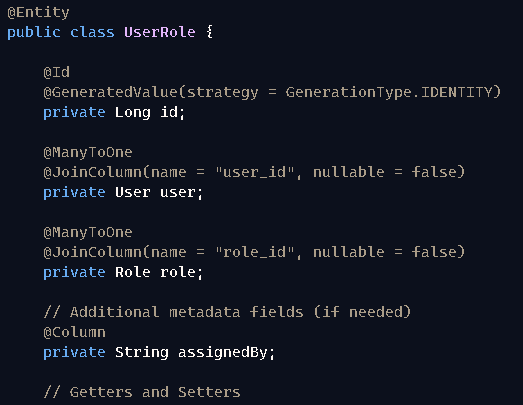 @Entity
public class UserRole {
@Id
@GeneratedValue(strategy = GenerationType.IDENTITY)
private Long id;
@ManyToOne
@JoinColumn(name = "user_id", nullable = false)
private User user;
@ManyToOne
@JoinColumn(name = "role_id", nullable = false)
private Role role;
// Additional metadata fields (if needed)
@Column
private String assignedBy;
// Getters and Setters